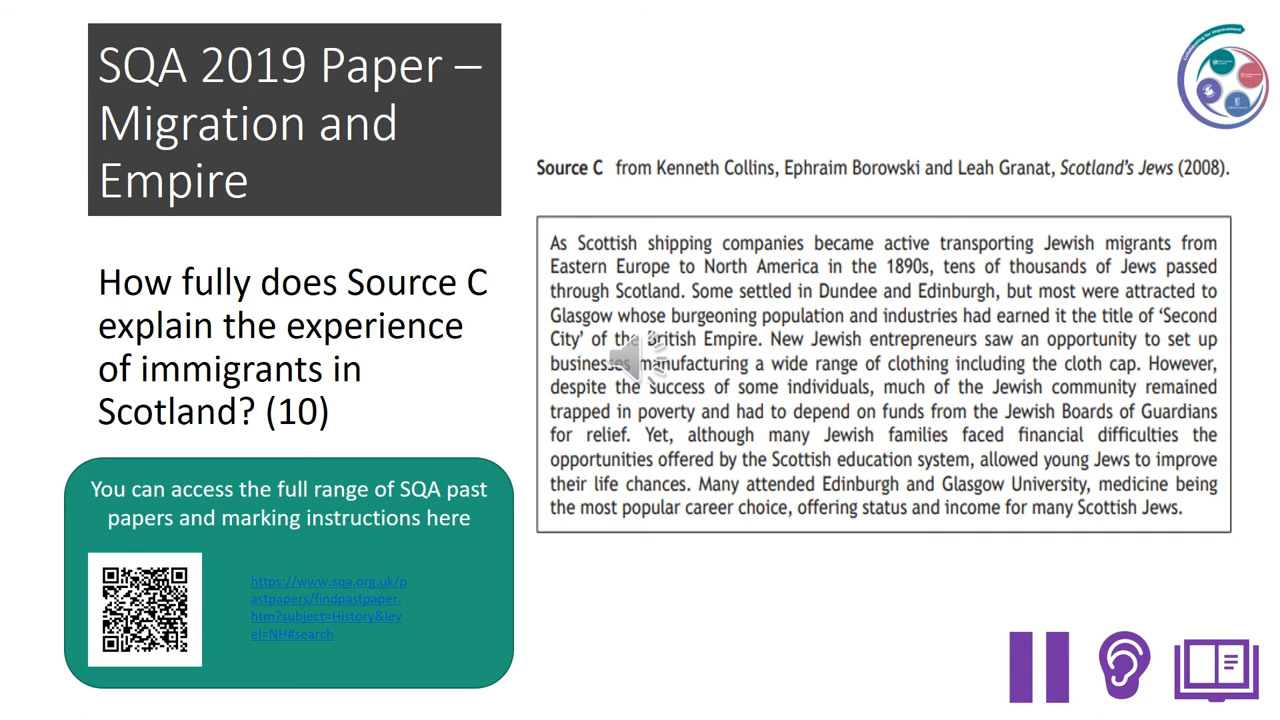 SQA 2019 Paper –
Migration and
Empire
How fully does Source C
explain the experience
of immigrants in
Scotland? (10)
You can access the full range of SQA past
papers and marking instructions here
https://www.sqa.org.uk/p
astpapers/findpastpaper.
htm?subject=History&lev
el=NH#search
Source C from Kenneth Collins, Ephraim Borowski and Leah Granat, Scotland's Jews (2008).
As Scottish shipping companies became active transporting Jewish migrants from
Eastern Europe to North America in the 1890s, tens of thousands of Jews passed
through Scotland. Some settled in Dundee and Edinburgh, but most were attracted to
Glasgow whose burgeoning population and industries had earned it the title of 'Second
City' of the British Empire. New Jewish entrepreneurs saw an opportunity to set up
businesses manufacturing a wide range of clothing including the cloth cap. However,
despite the success of some individuals, much of the Jewish community remained
trapped in poverty and had to depend on funds from the Jewish Boards of Guardians
for relief. Yet, although many Jewish families faced financial difficulties the
opportunities offered by the Scottish education system, allowed young Jews to improve
their life chances. Many attended Edinburgh and Glasgow University, medicine being
the most popular career choice, offering status and income for many Scottish Jews.